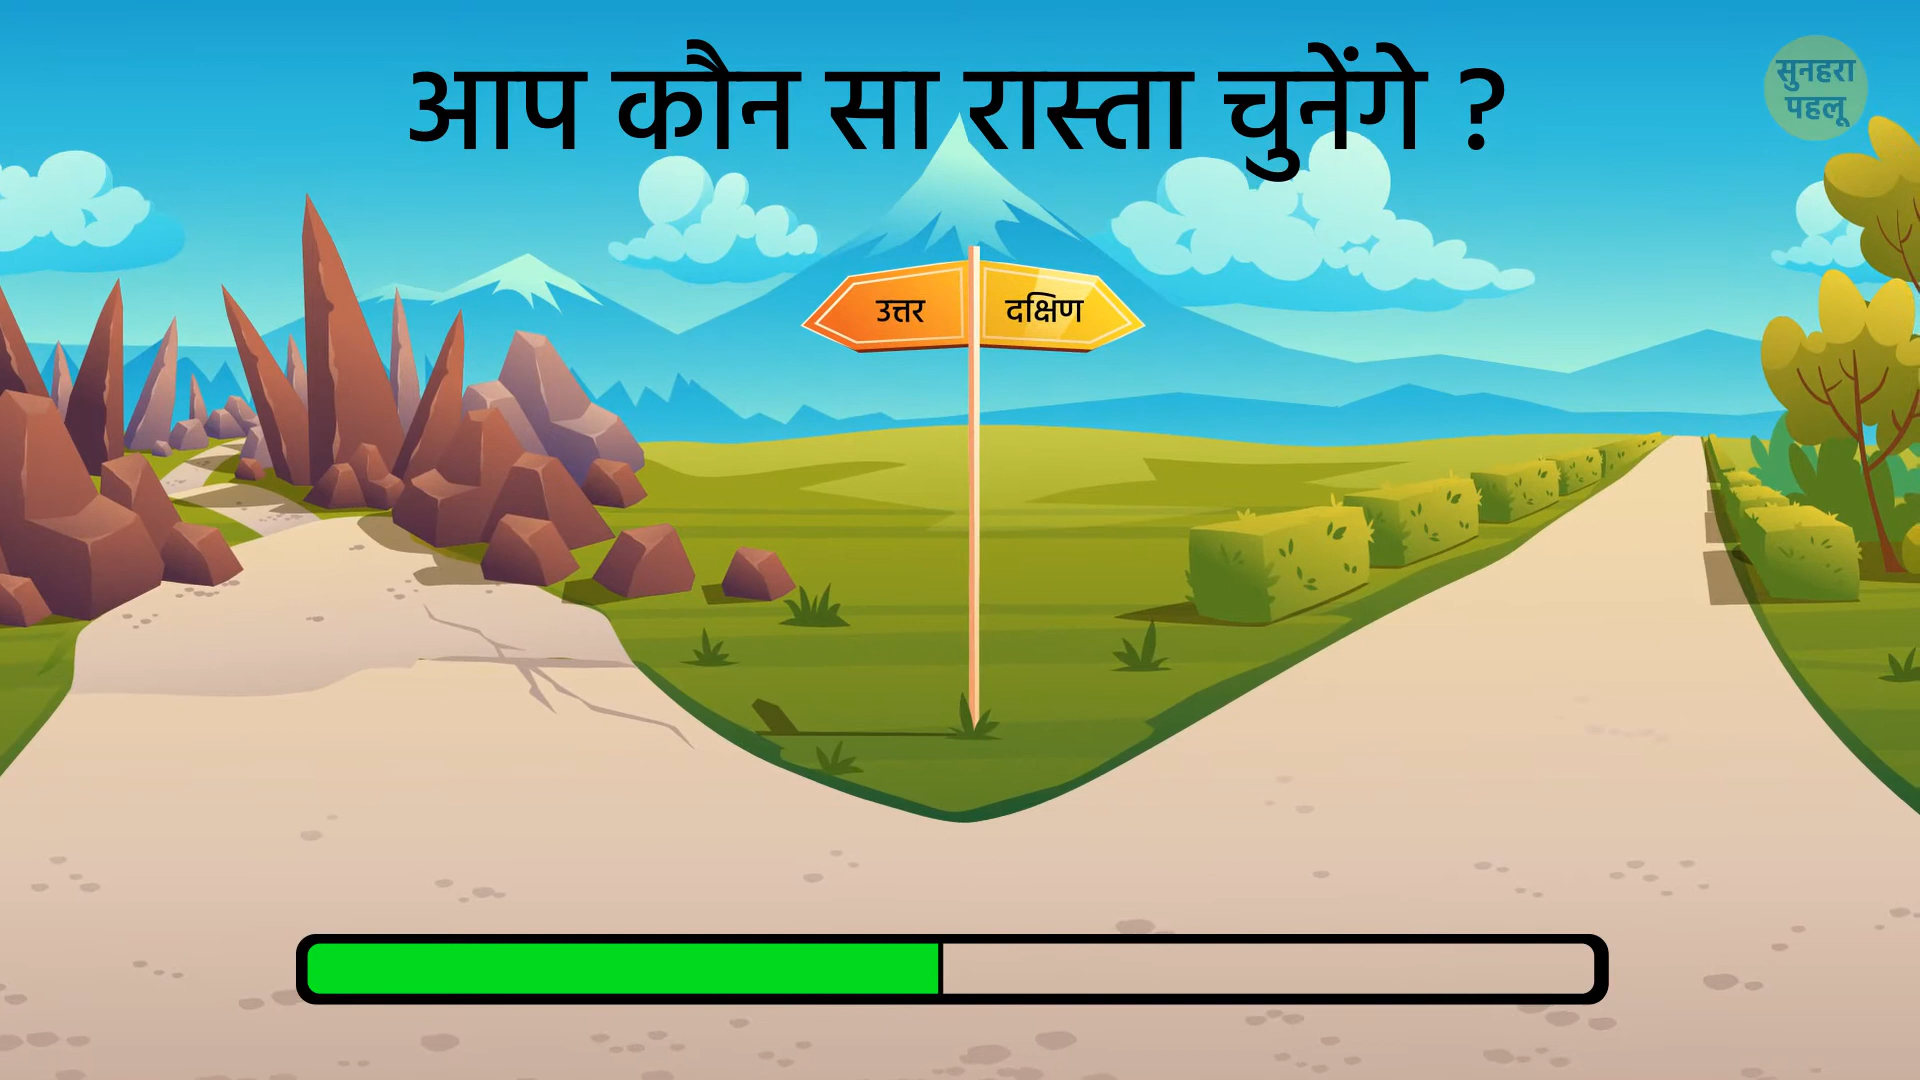 आप कौन सा रास्ता चुनेंगे ?
सुनहरा
पहलू
उत्तर
दक्षिण